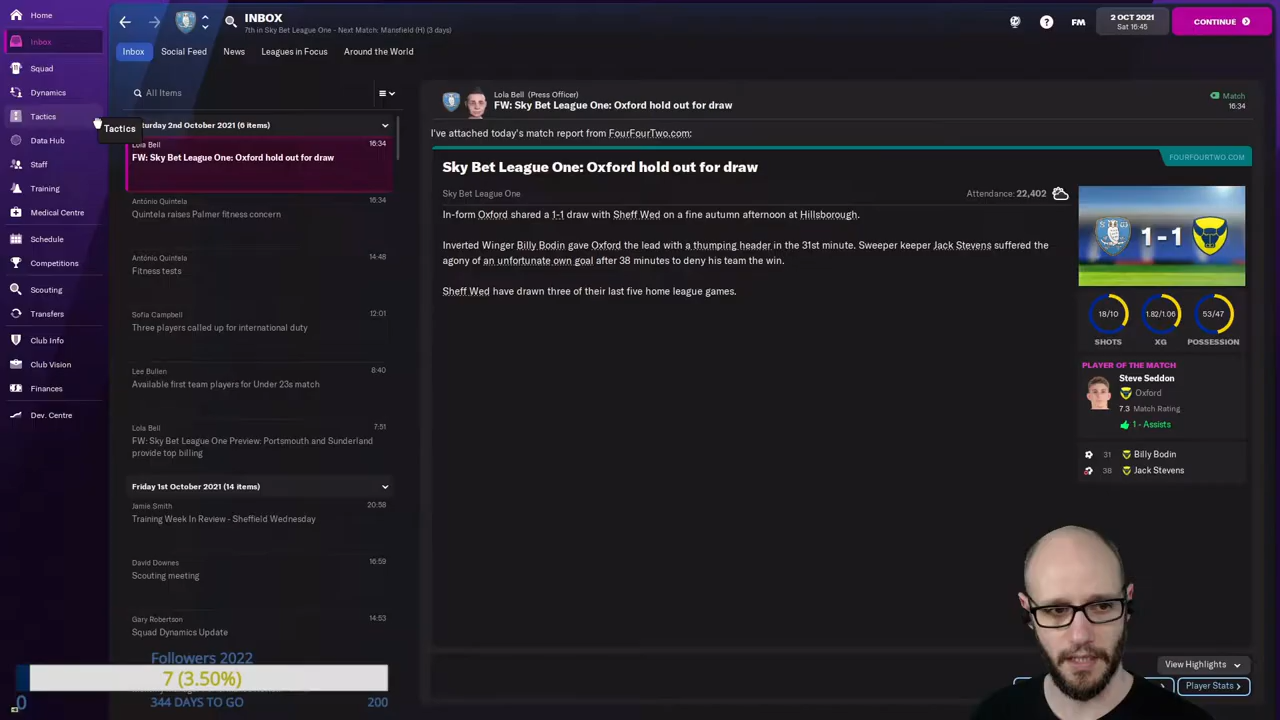 Home
Inbox
Squad
Dynamics
Tactics
Tactics
Data Hub
Staff
Training
Medical Centre
Schedule
Competitions
Scouting
Transfers
Club Info
Club Vision
Finances
Dev. Centre
INBOX
7th in Sky Bet League One - Next Match: Mansfield (H) (3 days)
FM
2 OCT 2021
Sat 16:45
CONTINUE
Inbox
Social Feed
News
Leagues in Focus
Around the World
All Items
turday 2nd October 2021 (6 items)
Lola Bell
16:34
FW: Sky Bet League One: Oxford hold out for draw
António Quintela
16:34
Quintela raises Palmer fitness concern
António Quintela
14:48
Fitness tests
Sofia Campbell
12:01
Three players called up for international duty
Lee Bullen
8:40
Available first team players for Under 23s match
Lola Bell
7:51
FW: Sky Bet League One Preview: Portsmouth and Sunderland
provide top billing
Friday 1st October 2021 (14 items)
Jamie Smith
20:58
Training Week In Review - Sheffield Wednesday
David Downes
16:59
Scouting meeting
Gary Robertson
14:53
Squad Dynamics Update
Followers 2022
7 (3.50%)
0
344 DAYS TO GO
200
Lola Bell (Press Officer)
FW: Sky Bet League One: Oxford hold out for draw
Match
16:34
I've attached today's match report from FourFourTwo.com:
FOURFOURTWO.COM
Sky Bet League One: Oxford hold out for draw
Sky Bet League One
Attendance: 22,402
In-form Oxford shared a 1-1 draw with Sheff Wed on a fine autumn afternoon at Hillsborough.
Inverted Winger Billy Bodin gave Oxford the lead with a thumping header in the 31st minute. Sweeper keeper Jack Stevens suffered the
agony of an unfortunate own goal after 38 minutes to deny his team the win.
Sheff Wed have drawn three of their last five home league games.
1-1
18/10
1.82/1.06
53/47
SHOTS
XG
POSSESSION
PLAYER OF THE MATCH
Steve Seddon
Oxford
7.3 Match Rating
1 - Assists
31 Billy Bodin
38 Jack Stevens
View Highlights
Player Stats